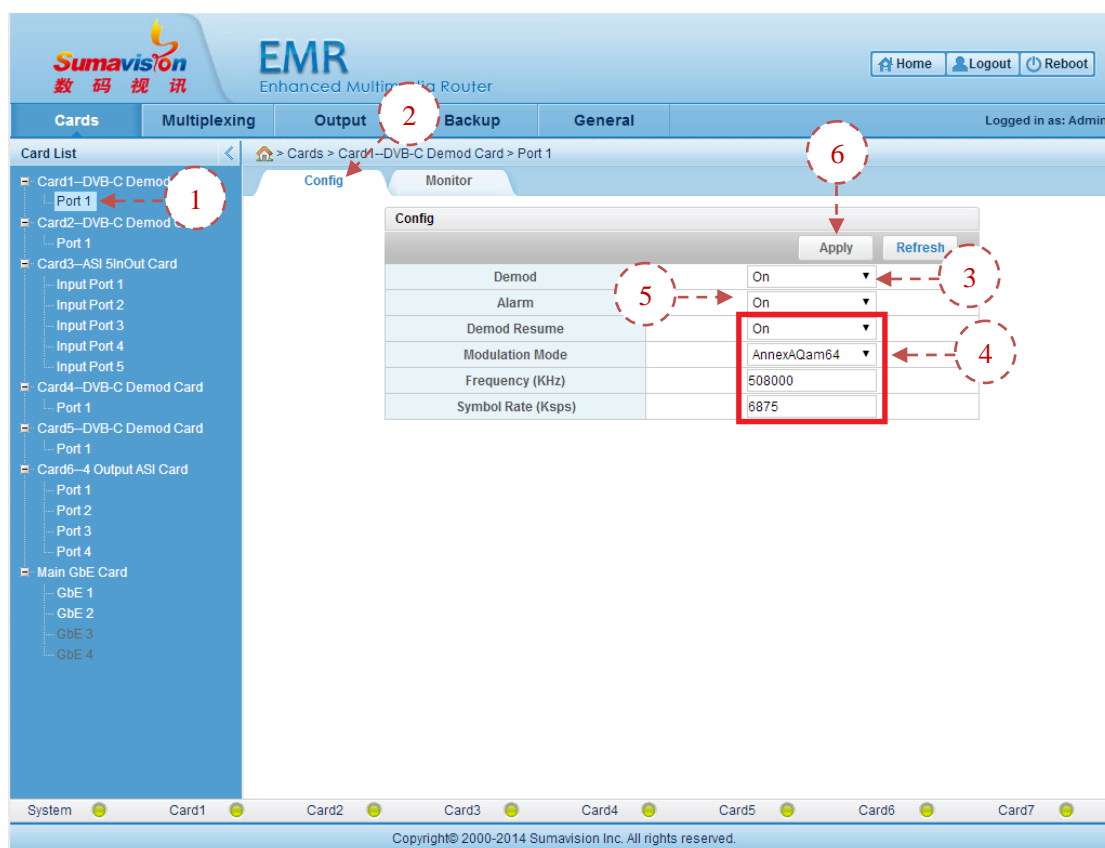 Sumavision
数码视讯
EMR
Enhanced Multimedia Router
Home
Logout
Reboot
Cards
Multiplexing
Output
Backup
General
Logged in as: Admin
Card List
> Cards > Card1--DVB-C Demod Card > Port 1
Config
Monitor
Card1--DVB-C Demod
Port 1
Card2--DVB-C Demod
Port 1
Card3--ASI 5InOut Card
Input Port 1
Input Port 2
Input Port 3
Input Port 4
Input Port 5
Card4--DVB-C Demod Card
Port 1
Card5--DVB-C Demod Card
Port 1
Card6--4 Output ASI Card
Port 1
Port 2
Port 3
Port 4
Main GbE Card
GbE 1
GbE 2
GbE 3
GbE 4
Config
Apply
Refresh
Demod On
Alarm On
Demod Resume On
Modulation Mode AnnexAQam64
Frequency (KHz) 508000
Symbol Rate (Ksps) 6875
1
2
3
4
5
6
System
Card1
Card2
Card3
Card4
Card5
Card6
Card7
Copyright© 2000-2014 Sumavision Inc. All rights reserved.